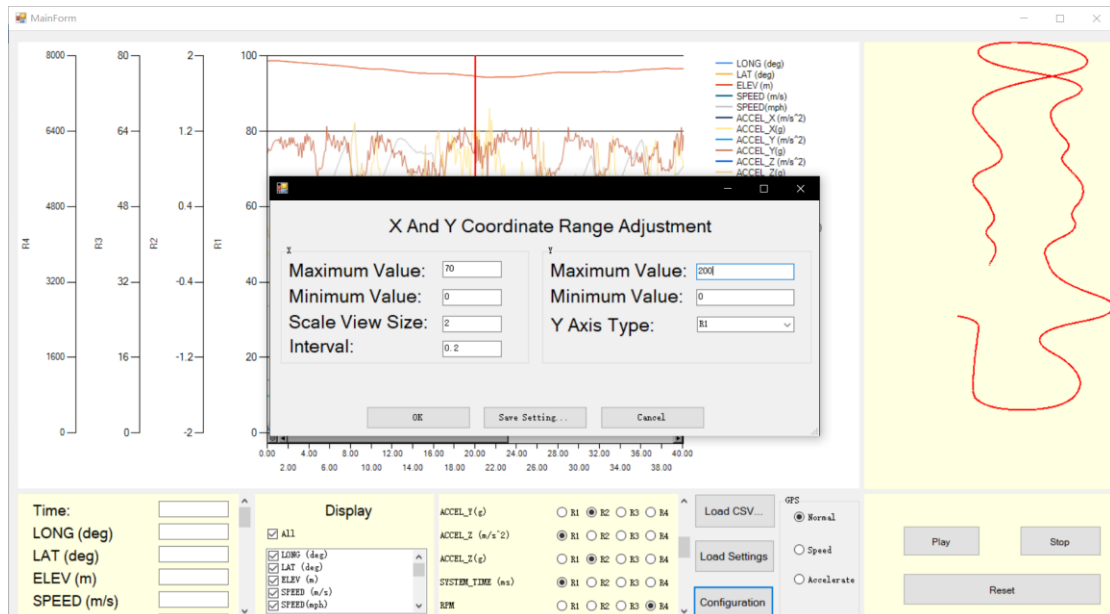 MainForm
8000 80 2 100
6400 64 1.2 80
4800 48 0.4 60
3200 32 -0.4 40
1600 16 -1.2 20
0 0 -2 0
R4 R3 R2 R1
LONG (deg)
LAT (deg)
ELEV (m)
SPEED (m/s)
SPEED(mph)
ACCEL_X (m/s^2)
ACCEL_X(g)
ACCEL_Y (m/s^2)
ACCEL_Y(g)
ACCEL_Z (m/s^2)
ACCEL_Z(g)
X And Y Coordinate Range Adjustment
X
Maximum Value: 70
Minimum Value: 0
Scale View Size: 2
Interval: 0.2
Y
Maximum Value: 200
Minimum Value: 0
Y Axis Type: R1
OK Save Setting... Cancel
0.00 4.00 8.00 12.00 16.00 20.00 24.00 28.00 32.00 36.00 40.00
2.00 6.00 10.00 14.00 18.00 22.00 26.00 30.00 34.00 38.00
Time:
LONG (deg)
LAT (deg)
ELEV (m)
SPEED (m/s)
Display
All
LONG (deg)
LAT (deg)
ELEV (m)
SPEED (m/s)
SPEED(mph)
ACCEL_Y(g) R1 R2 R3 R4
ACCEL_Z (m/s^2) R1 R2 R3 R4
ACCEL_Z(g) R1 R2 R3 R4
SYSTEM_TIME (ms) R1 R2 R3 R4
RPM R1 R2 R3 R4
Load CSV...
Load Settings
Configuration
GPS
Normal
Speed
Accelerate
Play Stop
Reset